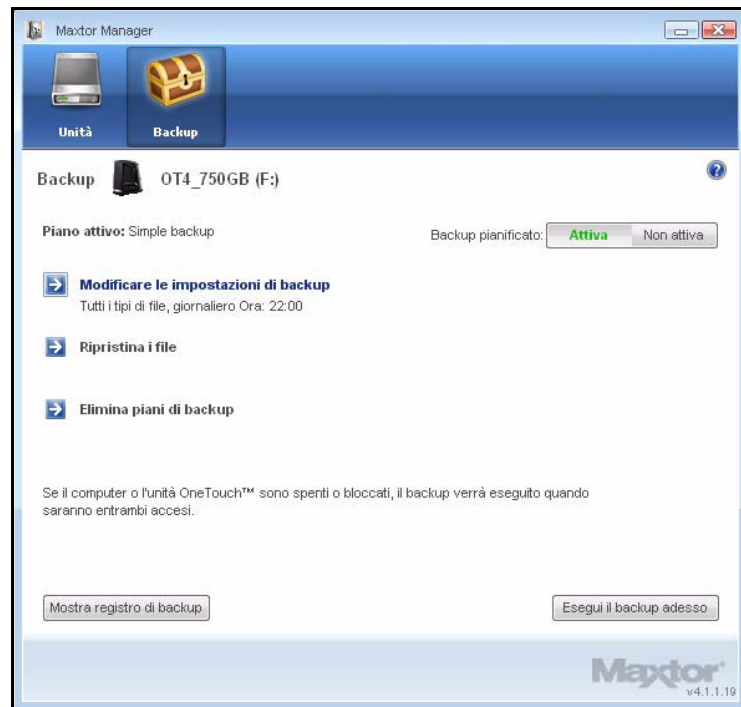 Maxtor Manager
Unità
Backup
Backup OT4_750GB (F:)
Piano attivo: Simple backup
Backup pianificato: Attiva Non attiva
Modificare le impostazioni di backup
Tutti i tipi di file, giornaliero Ora: 22:00
Ripristina i file
Elimina piani di backup
Se il computer o l'unità OneTouch™ sono spenti o bloccati, il backup verrà eseguito quando
saranno entrambi accesi.
Mostra registro di backup
Esegui il backup adesso
Maxtor
v4.1.1.19